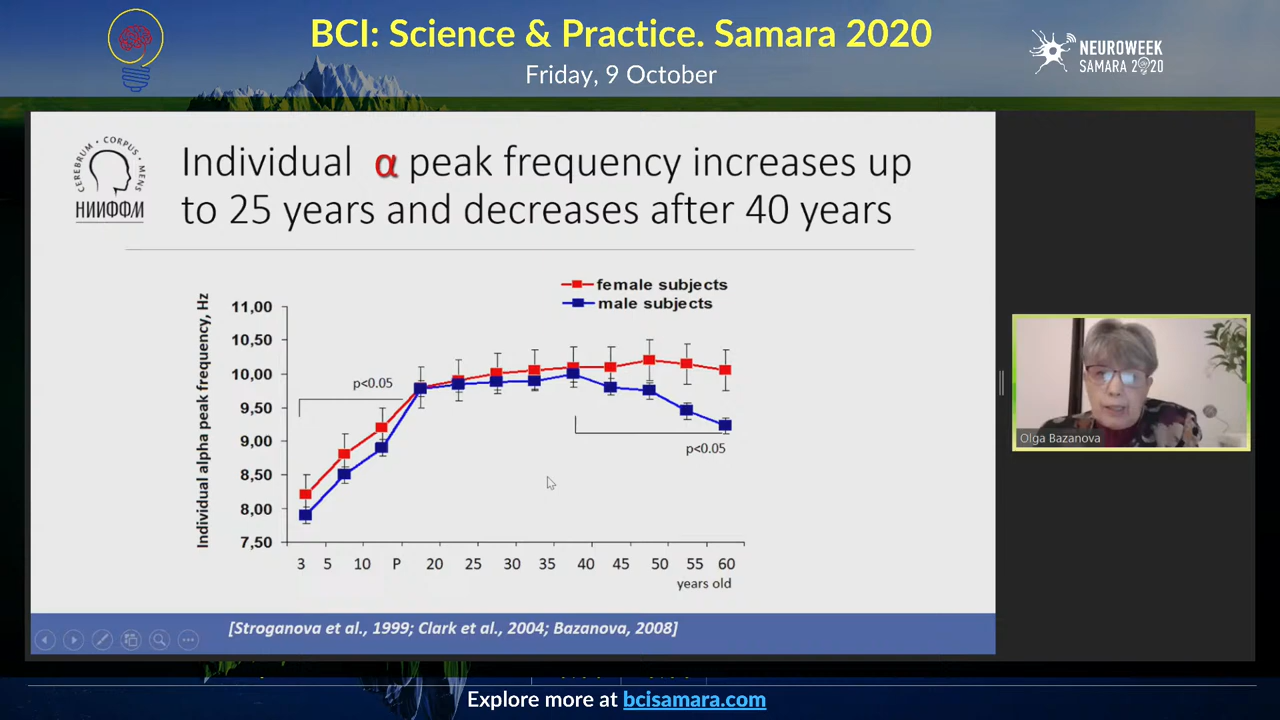 BCI: Science & Practice. Samara 2020
Friday, 9 October
NEUROWEEK
SAMARA 2020
CEREBRUM • CORPUS • MENS
НИИФФМ
Individual α peak frequency increases up
to 25 years and decreases after 40 years
female subjects
male subjects
Individual alpha peak frequency, Hz
11,00
10,50
10,00
9,50
9,00
8,50
8,00
7,50
p<0.05
p<0.05
3 5 10 P 20 25 30 35 40 45 50 55 60
years old
[Stroganova et al., 1999; Clark et al., 2004; Bazanova, 2008]
Olga Bazanova
Explore more at bcisamara.com